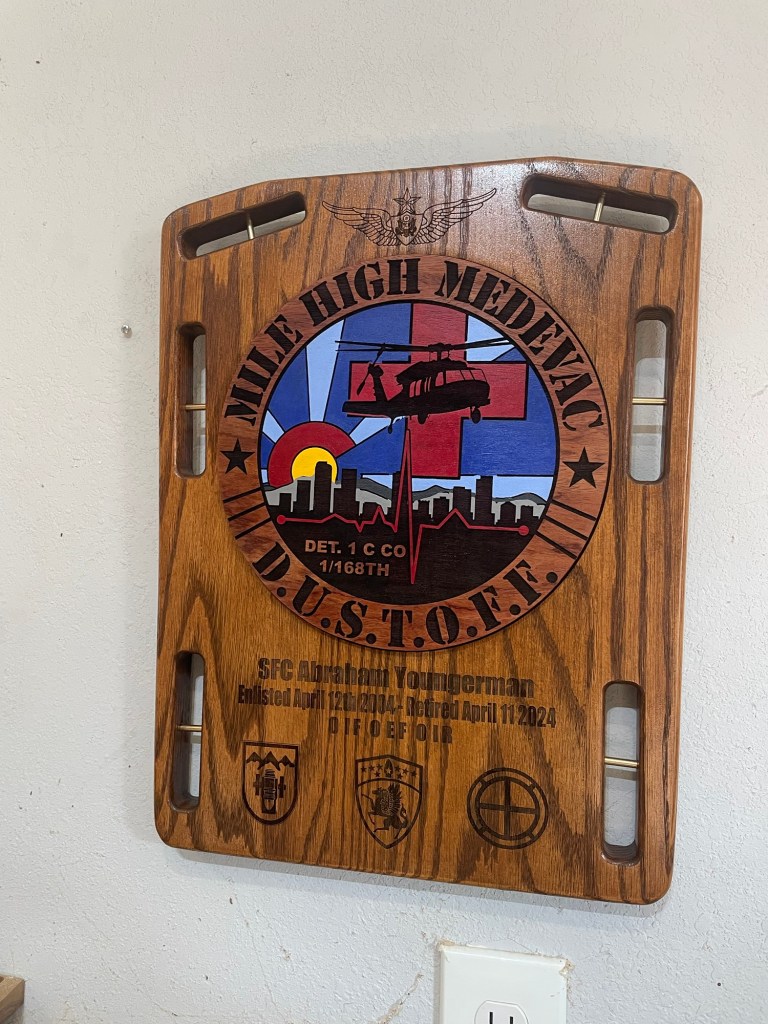 MILE HIGH MEDEVAC
DET. 1 C CO
1/168TH
D.U.S.T.O.F.F.
SFC Abraham Youngerman
Enlisted April 12th 2004- Retired April 11 2024
OIF OEF OIR